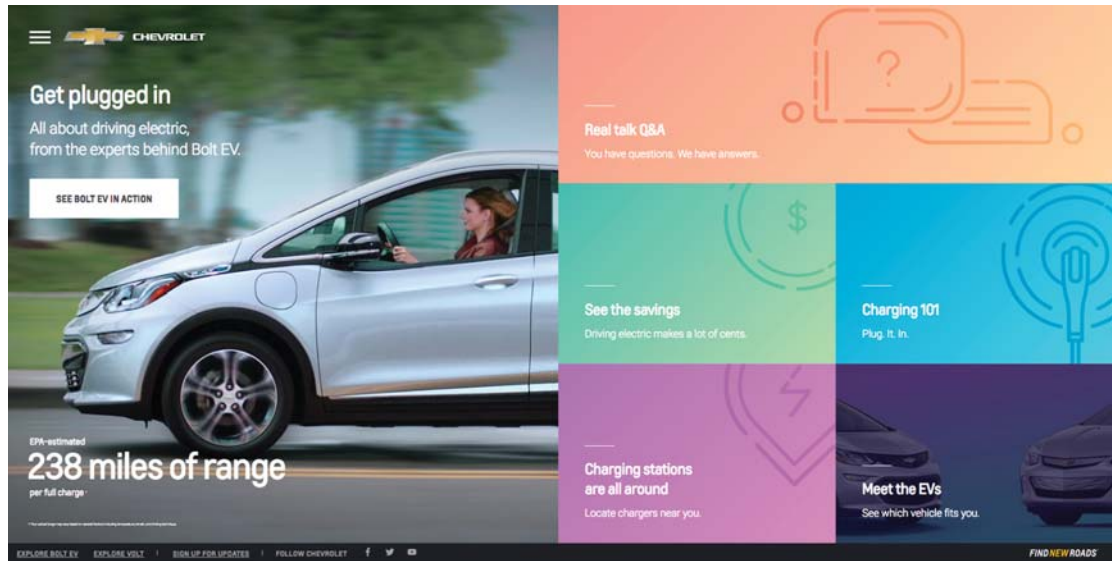 CHEVROLET
Get plugged in
All about driving electric,
from the experts behind Bolt EV.
SEE BOLT EV IN ACTION
EPA-estimated
238 miles of range
per full charge
Real talk Q&A
You have questions. We have answers.
$
See the savings
Driving electric makes a lot of cents.
Charging 101
Plug. It. In.
Charging stations
are all around
Locate chargers near you.
Meet the EVs
See which vehicle fits you.
EXPLORE BOLT EV EXPLORE VOLT | SIGN UP FOR UPDATES | FOLLOW CHEVROLET
FIND NEW ROADS